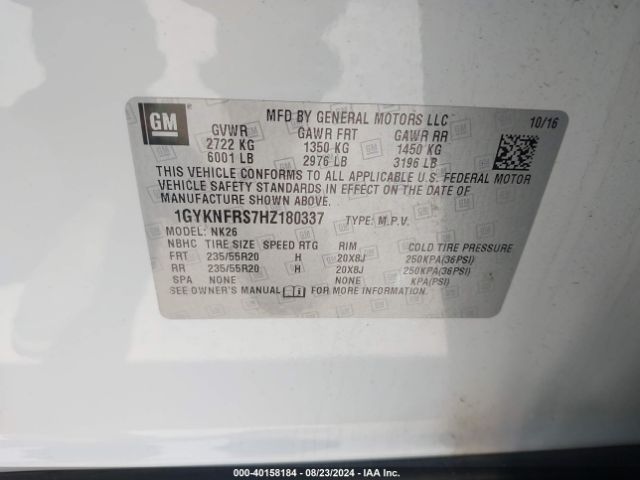 GM
MFD BY GENERAL MOTORS LLC
10/16
GVWR GAWR FRT GAWR RR
2722 KG 1350 KG 1450 KG
6001 LB 2976 LB 3196 LB
THIS VEHICLE CONFORMS TO ALL APPLICABLE U.S. FEDERAL MOTOR
VEHICLE SAFETY STANDARDS IN EFFECT ON THE DATE OF
MANUFACTURE SHOWN ABOVE.
1GYKNFRS7HZ180337 TYPE: M.P.V.
MODEL: NK26
NBHC TIRE SIZE SPEED RTG RIM COLD TIRE PRESSURE
FRT 235/55R20 H 20X8J 250KPA(36PSI)
RR 235/55R20 H 20X8J 250KPA(36PSI)
SPA NONE NONE KPA(PSI)
SEE OWNER'S MANUAL FOR MORE INFORMATION.
000-40158184 - 08/23/2024 - IAA Inc.